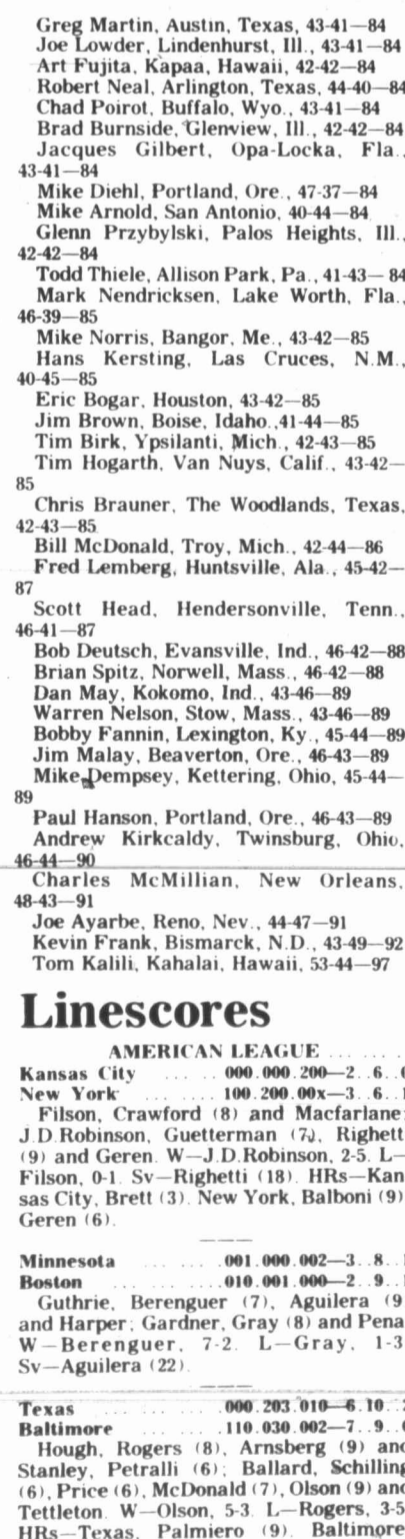 Greg Martin, Austin, Texas, 43-41—84
Joe Lowder, Lindenhurst, Ill., 43-41—84
Art Fujita, Kapaa, Hawaii, 42-42—84
Robert Neal, Arlington, Texas, 44-40—84
Chad Poirot, Buffalo, Wyo., 43-41—84
Brad Burnside, Glenview, Ill., 42-42—84
Jacques Gilbert, Opa-Locka, Fla.,
43-41—84
Mike Diehl, Portland, Ore., 47-37—84
Mike Arnold, San Antonio, 40-44—84
Glenn Przybylski, Palos Heights, Ill.,
42-42—84
Todd Thiele, Allison Park, Pa., 41-43— 84
Mark Nendricksen, Lake Worth, Fla.,
46-39—85
Mike Norris, Bangor, Me., 43-42—85
Hans Kersting, Las Cruces, N.M.,
40-45—85
Eric Bogar, Houston, 43-42—85
Jim Brown, Boise, Idaho.,41-44—85
Tim Birk, Ypsilanti, Mich., 42-43—85
Tim Hogarth, Van Nuys, Calif., 43-42—
85
Chris Brauner, The Woodlands, Texas,
42-43—85
Bill McDonald, Troy, Mich., 42-44—86
Fred Lemberg, Huntsville, Ala., 45-42—
87
Scott Head, Hendersonville, Tenn.,
46-41—87
Bob Deutsch, Evansville, Ind., 46-42—88
Brian Spitz, Norwell, Mass., 46-42—88
Dan May, Kokomo, Ind., 43-46—89
Warren Nelson, Stow, Mass., 43-46—89
Bobby Fannin, Lexington, Ky., 45-44—89
Jim Malay, Beaverton, Ore., 46-43—89
Mike Dempsey, Kettering, Ohio, 45-44—
89
Paul Hanson, Portland, Ore., 46-43—89
Andrew Kirkcaldy, Twinsburg, Ohio,
46-44—90
Charles McMillian, New Orleans,
48-43—91
Joe Ayarbe, Reno, Nev., 44-47—91
Kevin Frank, Bismarck, N.D., 43-49—92
Tom Kalili, Kahalai, Hawaii, 53-44—97
Linescores
AMERICAN LEAGUE
Kansas City ..... 000.000.200—2..6..
New York ........ 100.200.00x—3..6..
Filson, Crawford (8) and Macfarlane;
J.D.Robinson, Guetterman (7), Righett
(9) and Geren. W—J.D.Robinson, 2-5. L—
Filson, 0-1. Sv—Righetti (18). HRs—Kan
sas City, Brett (3). New York, Balboni (9)
Geren (6).
Minnesota ...... .001.000.002—3..8..
Boston ......... .010.001.000—2..9..
Guthrie, Berenguer (7), Aguilera (9
and Harper; Gardner, Gray (8) and Pena
W—Berenguer, 7-2. L—Gray, 1-3
Sv—Aguilera (22).
Texas ......... .000.203.010—6.10..
Baltimore ...... .110.030.002—7..9..
Hough, Rogers (8), Arnsberg (9) and
Stanley, Petralli (6); Ballard, Schilling
(6), Price (6), McDonald (7), Olson (9) and
Tettleton. W—Olson, 5-3. L—Rogers, 3-5
HRs—Texas, Palmiero (9). Baltimore